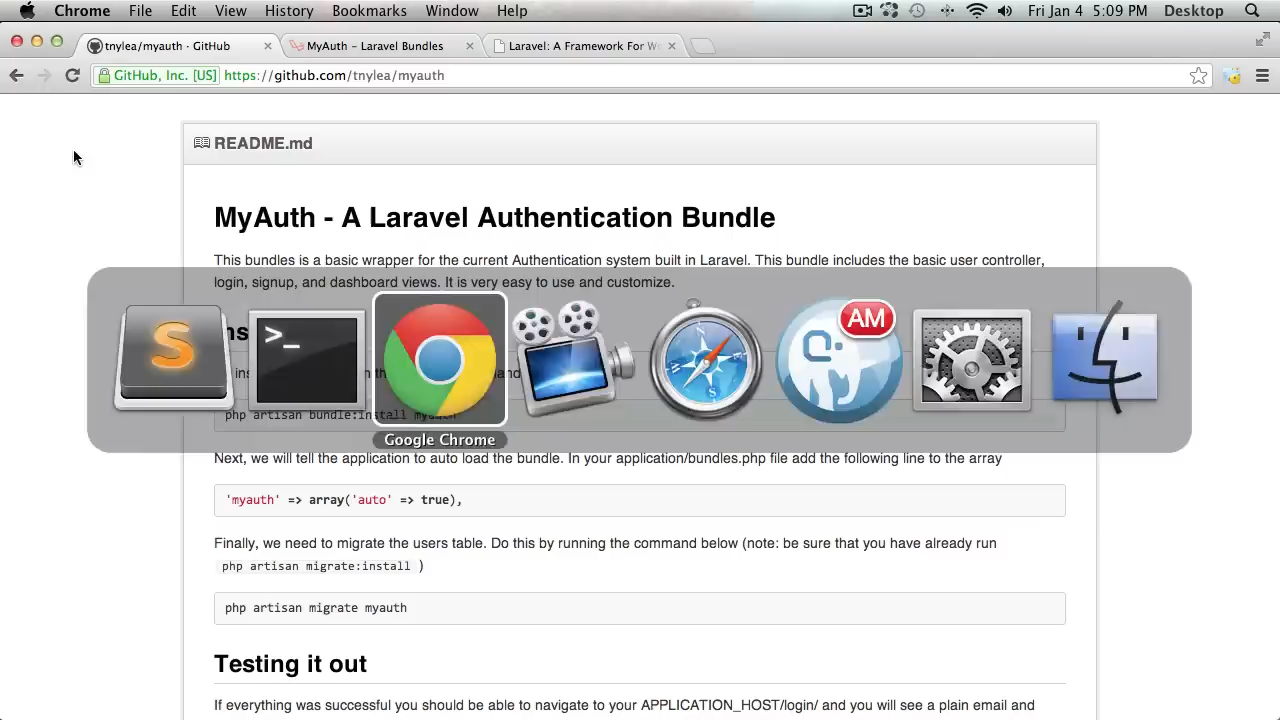 Chrome File Edit View History Bookmarks Window Help Fri Jan 4 5:09 PM Desktop
tnylea/myauth · GitHub MyAuth – Laravel Bundles Laravel: A Framework For We
GitHub, Inc. [US] https://github.com/tnylea/myauth
README.md
MyAuth - A Laravel Authentication Bundle
This bundles is a basic wrapper for the current Authentication system built in Laravel. This bundle includes the basic user controller,
login, signup, and dashboard views. It is very easy to use and customize.
AM
S
>_
php artisan bundle:install myauth
Google Chrome
Next, we will tell the application to auto load the bundle. In your application/bundles.php file add the following line to the array
'myauth' => array('auto' => true),
Finally, we need to migrate the users table. Do this by running the command below (note: be sure that you have already run
php artisan migrate:install )
php artisan migrate myauth
Testing it out
If everything was successful you should be able to navigate to your APPLICATION_HOST/login/ and you will see a plain email and